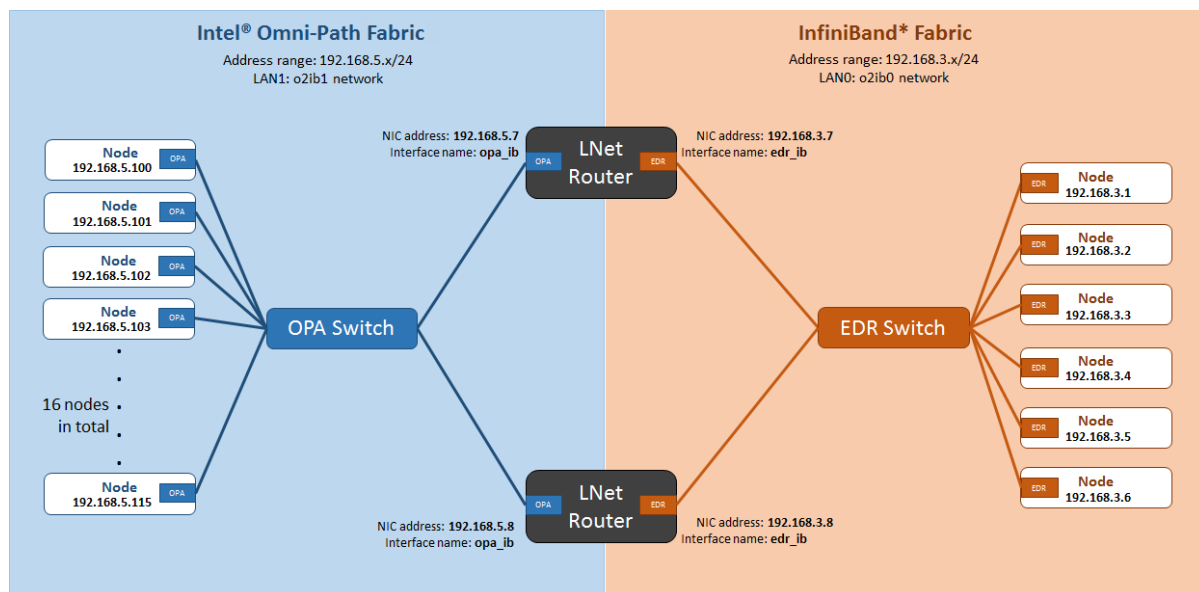 Intel® Omni-Path Fabric
Address range: 192.168.5.x/24
LAN1: o2ib1 network
InfiniBand* Fabric
Address range: 192.168.3.x/24
LAN0: o2ib0 network
NIC address: 192.168.5.7
Interface name: opa_ib
OPA
LNet
Router
EDR
NIC address: 192.168.3.7
Interface name: edr_ib
Node
192.168.5.100
OPA
Node
192.168.5.101
OPA
Node
192.168.5.102
OPA
Node
192.168.5.103
OPA
16 nodes
in total
Node
192.168.5.115
OPA
OPA Switch
EDR Switch
EDR
Node
192.168.3.1
EDR
Node
192.168.3.2
EDR
Node
192.168.3.3
EDR
Node
192.168.3.4
EDR
Node
192.168.3.5
EDR
Node
192.168.3.6
NIC address: 192.168.5.8
Interface name: opa_ib
OPA
LNet
Router
EDR
NIC address: 192.168.3.8
Interface name: edr_ib